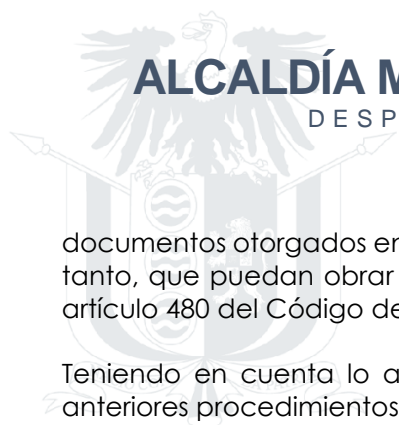 ALCALDÍA M
DESP
documentos otorgados en
tanto, que puedan obrar
artículo 480 del Código de
Teniendo en cuenta lo a
anteriores procedimientos